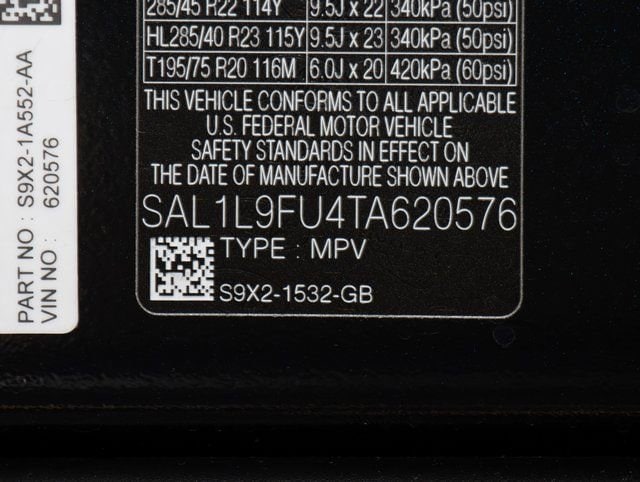 285/45 R22 114Y 9.5J x 22 340kPa (50psi)
HL285/40 R23 115Y 9.5J x 23 340kPa (50psi)
T195/75 R20 116M 6.0J x 20 420kPa (60psi)
THIS VEHICLE CONFORMS TO ALL APPLICABLE
U.S. FEDERAL MOTOR VEHICLE
SAFETY STANDARDS IN EFFECT ON
THE DATE OF MANUFACTURE SHOWN ABOVE
SAL1L9FU4TA620576
TYPE : MPV
S9X2-1532-GB
PART NO : S9X2-1A552-AA
VIN NO : 620576